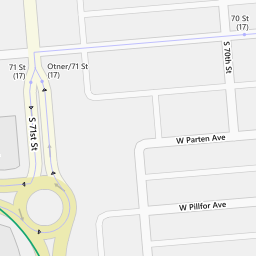 70 St
(17)
S 70th St
71 St
(17)
Otner/71 St
(17)
S 71st St
W Parten Ave
W Pillfor Ave